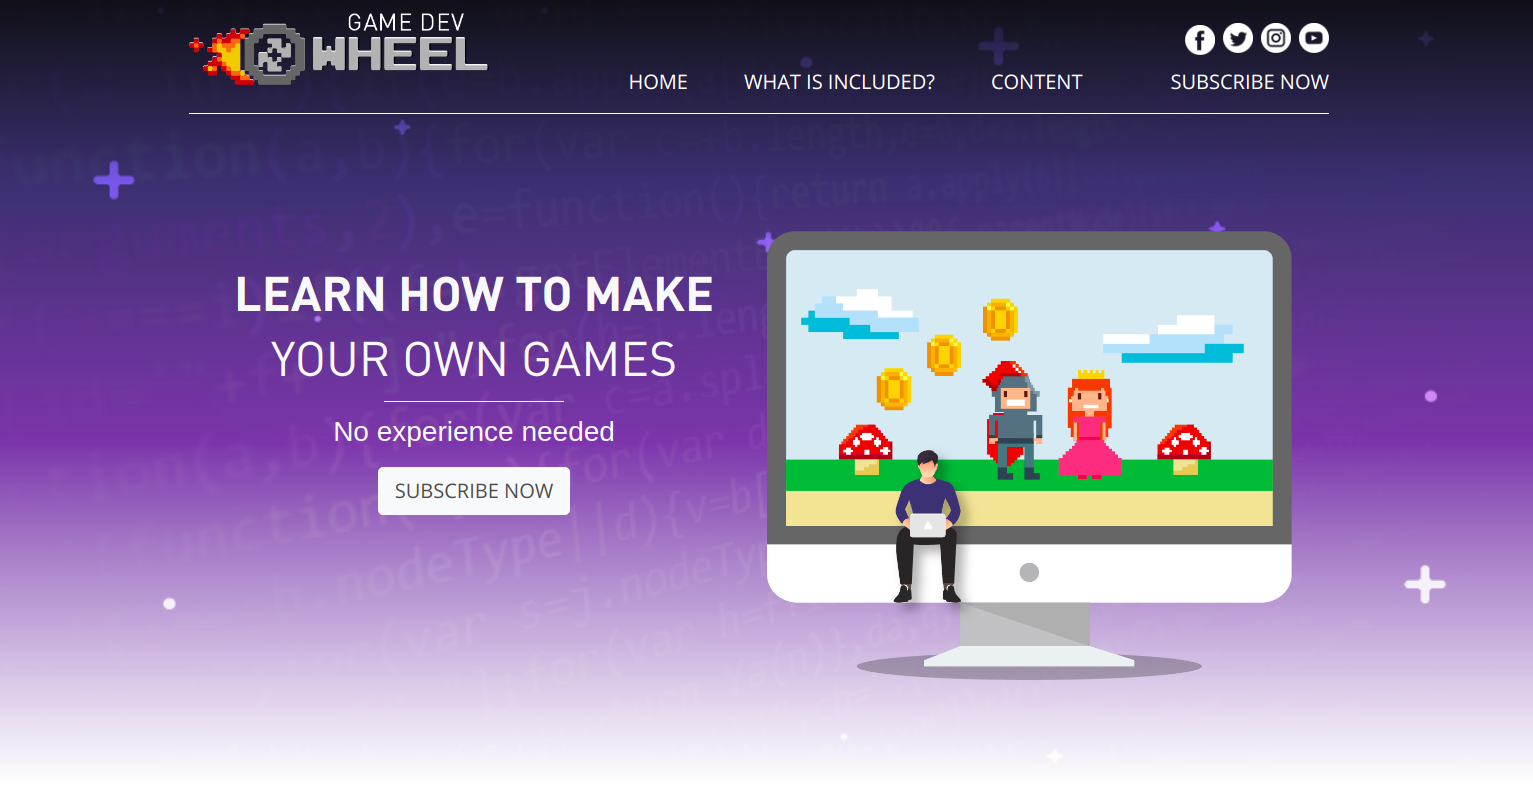 GAME DEV
WHEEL
HOME
WHAT IS INCLUDED?
CONTENT
SUBSCRIBE NOW
LEARN HOW TO MAKE
YOUR OWN GAMES
No experience needed
SUBSCRIBE NOW